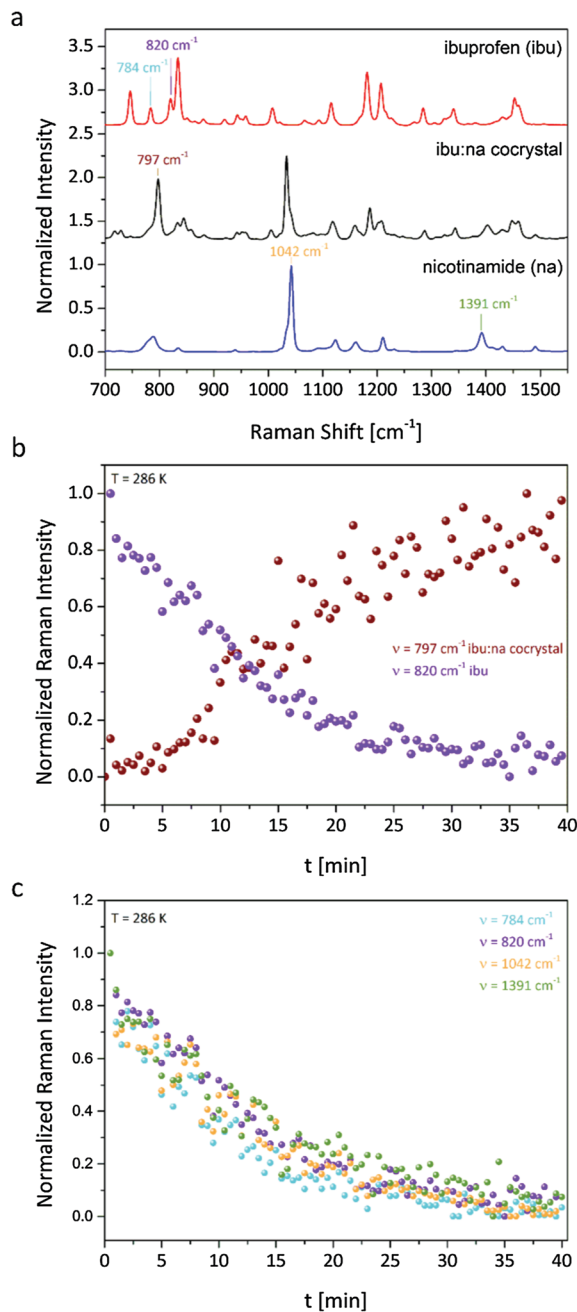 a
820 cm⁻¹
ibuprofen (ibu)
784 cm⁻¹
ibu:na cocrystal
797 cm⁻¹
1042 cm⁻¹
nicotinamide (na)
1391 cm⁻¹
Normalized Intensity
3.5
3.0
2.5
2.0
1.5
1.0
0.5
0.0
700 800 900 1000 1100 1200 1300 1400 1500
Raman Shift [cm⁻¹]
b
T = 286 K
Normalized Raman Intensity
1.0
0.8
0.6
0.4
0.2
0.0
ν = 797 cm⁻¹ ibu:na cocrystal
ν = 820 cm⁻¹ ibu
0 5 10 15 20 25 30 35 40
t [min]
c
T = 286 K
ν = 784 cm⁻¹
ν = 820 cm⁻¹
ν = 1042 cm⁻¹
ν = 1391 cm⁻¹
Normalized Raman Intensity
1.2
1.0
0.8
0.6
0.4
0.2
0.0
0 5 10 15 20 25 30 35 40
t [min]